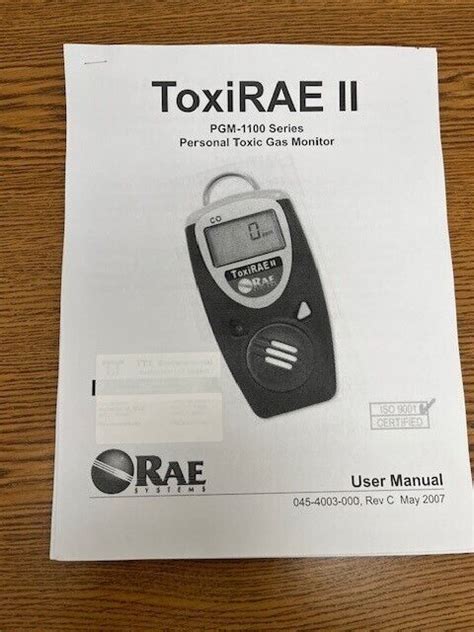 ToxiRAE II
PGM-1100 Series
Personal Toxic Gas Monitor
CO
0
ToxiRAE II
RAE
ISO 9001
CERTIFIED
RAE
SYSTEMS
User Manual
045-4003-000, Rev C May 2007